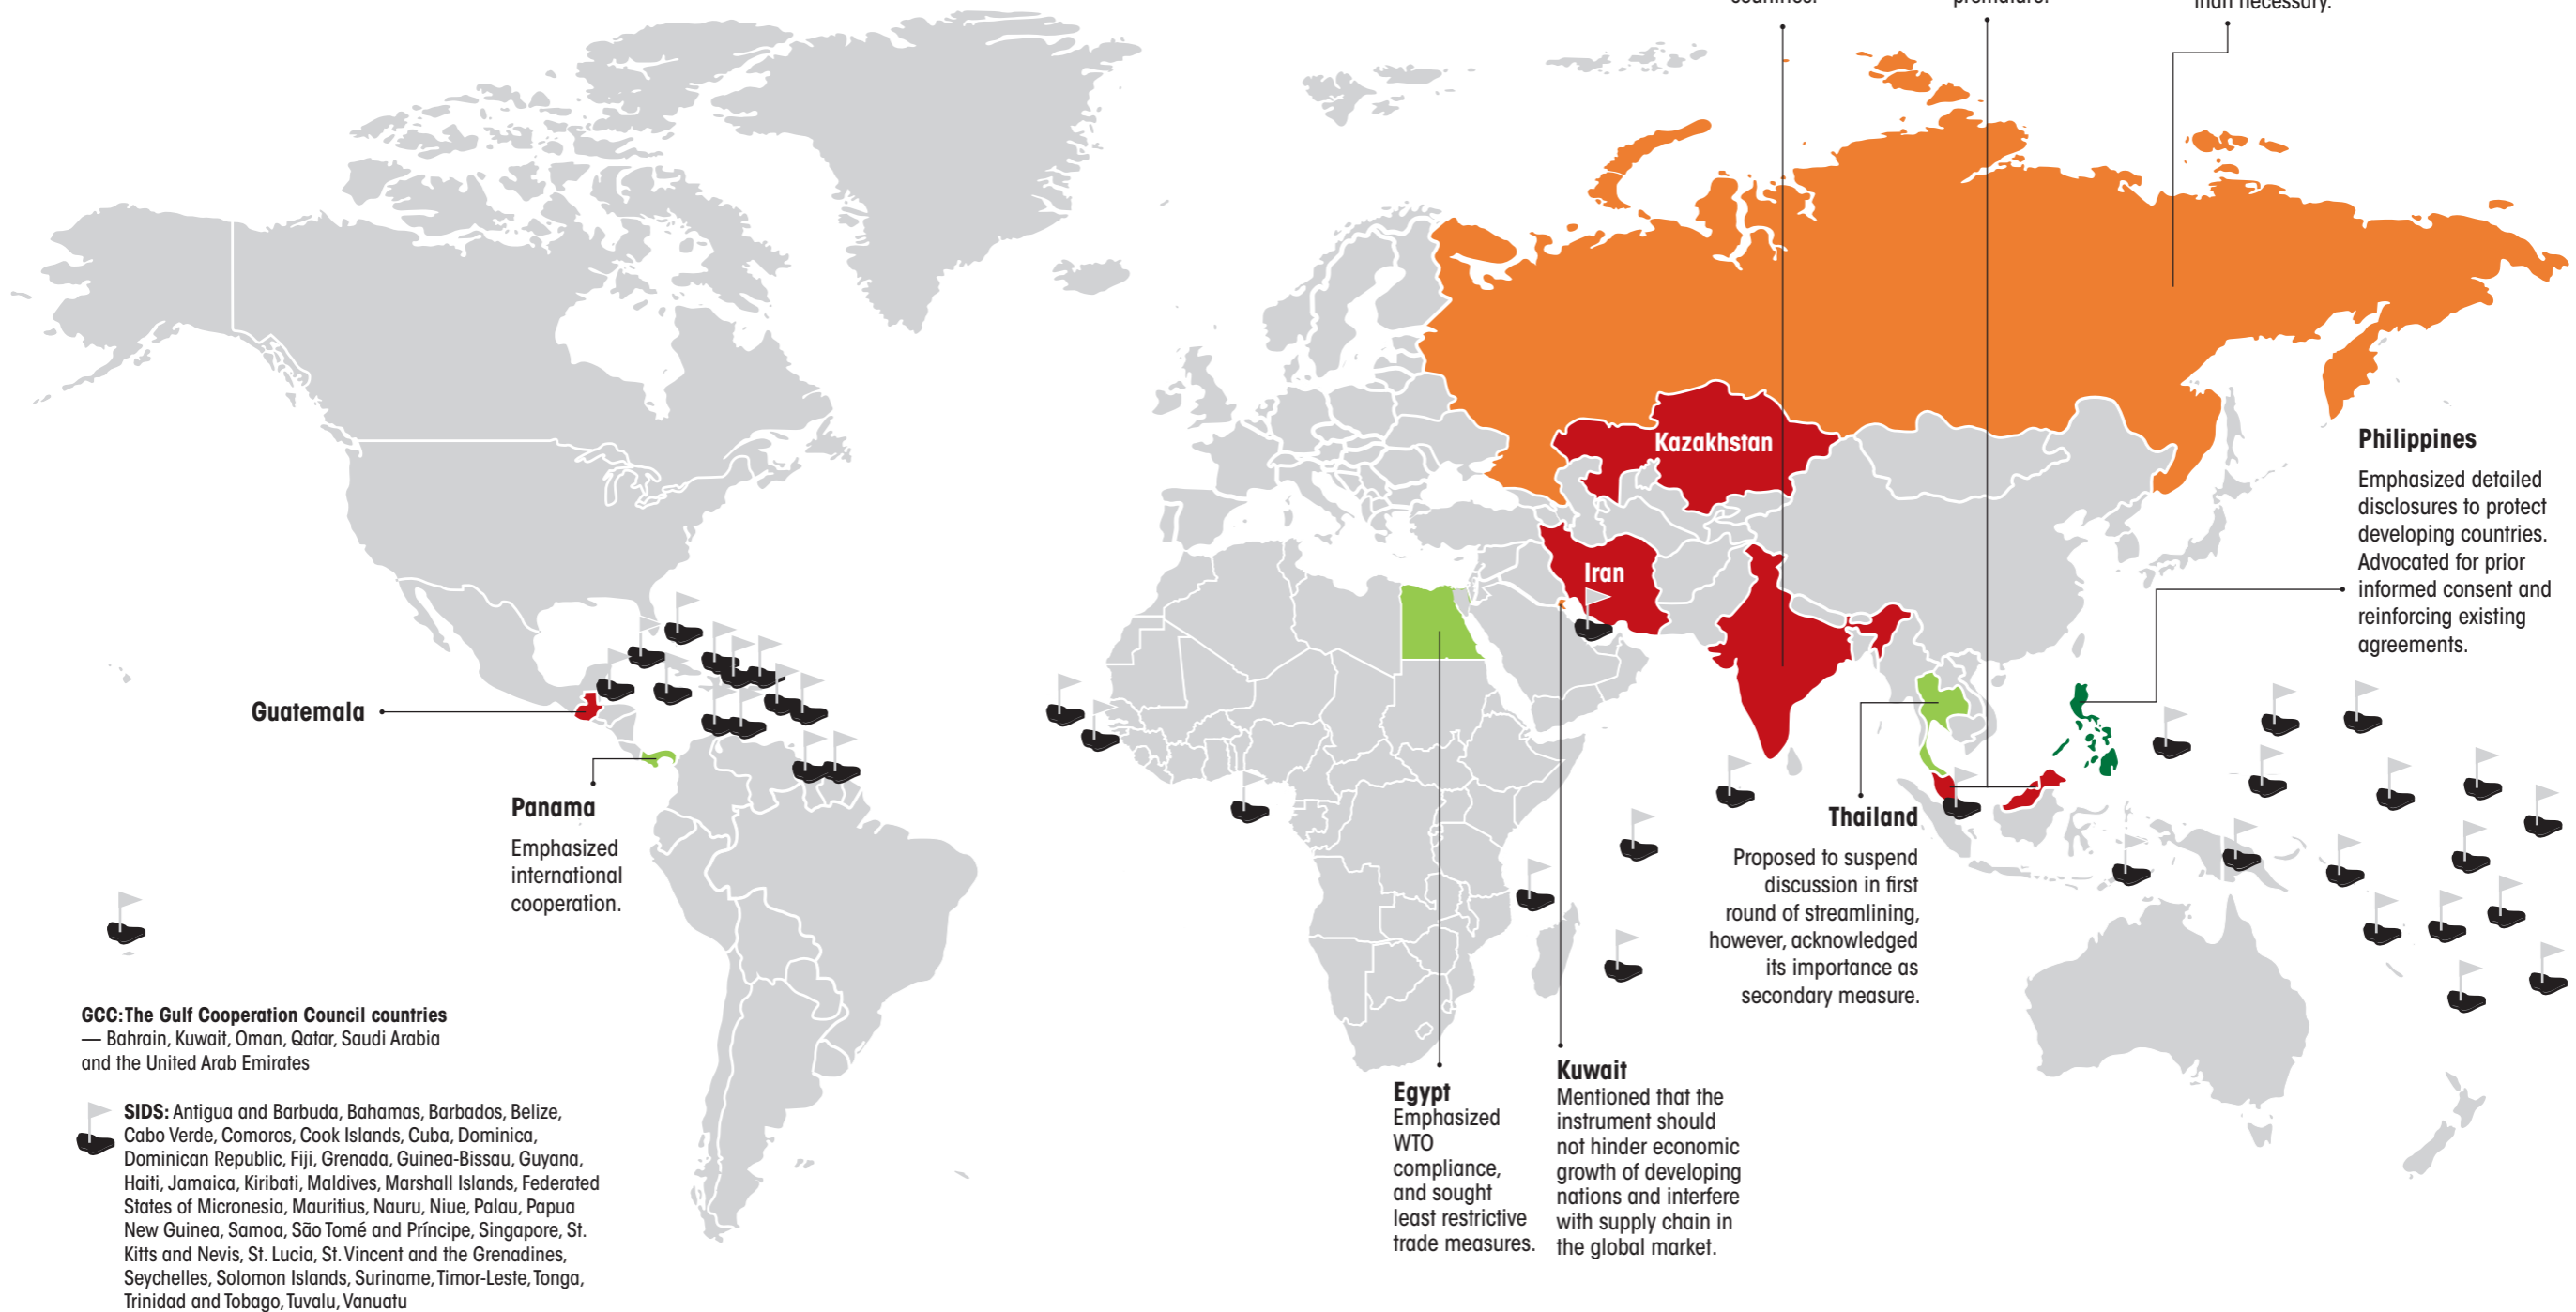 than necessary.
Kazakhstan
Iran
Philippines
Emphasized detailed
disclosures to protect
developing countries.
Advocated for prior
informed consent and
reinforcing existing
agreements.
Guatemala
Panama
Emphasized
international
cooperation.
Thailand
Proposed to suspend
discussion in first
round of streamlining,
however, acknowledged
its importance as
secondary measure.
Egypt
Emphasized
WTO
compliance,
and sought
least restrictive
trade measures.
Kuwait
Mentioned that the
instrument should
not hinder economic
growth of developing
nations and interfere
with supply chain in
the global market.
GCC: The Gulf Cooperation Council countries
— Bahrain, Kuwait, Oman, Qatar, Saudi Arabia
and the United Arab Emirates
SIDS: Antigua and Barbuda, Bahamas, Barbados, Belize,
Cabo Verde, Comoros, Cook Islands, Cuba, Dominica,
Dominican Republic, Fiji, Grenada, Guinea-Bissau, Guyana,
Haiti, Jamaica, Kiribati, Maldives, Marshall Islands, Federated
States of Micronesia, Mauritius, Nauru, Niue, Palau, Papua
New Guinea, Samoa, São Tomé and Príncipe, Singapore, St.
Kitts and Nevis, St. Lucia, St. Vincent and the Grenadines,
Seychelles, Solomon Islands, Suriname, Timor-Leste, Tonga,
Trinidad and Tobago, Tuvalu, Vanuatu